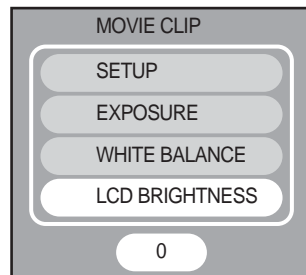 MOVIE CLIP
SETUP
EXPOSURE
WHITE BALANCE
LCD BRIGHTNESS
0